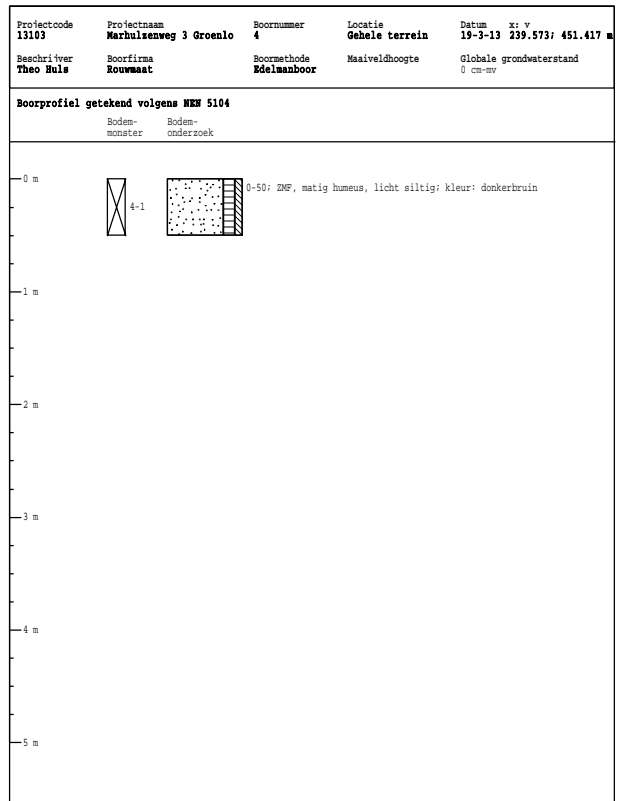 Projectcode Projectnaam Boornummer Locatie Datum x; y
13103 Marhulzenweg 3 Groenlo 4 Gehele terrein 19-3-13 239.573; 451.417 m
Beschrijver Boorfirma Boormethode Maaiveldhoogte Globale grondwaterstand
Theo Huls Rouwmaat Edelmanboor 0 cm-mv
Boorprofiel getekend volgens NEN 5104
Bodem- Bodem-
monster onderzoek
0 m
4-1
0-50; ZMF, matig humeus, licht siltig; kleur: donkerbruin
1 m
2 m
3 m
4 m
5 m